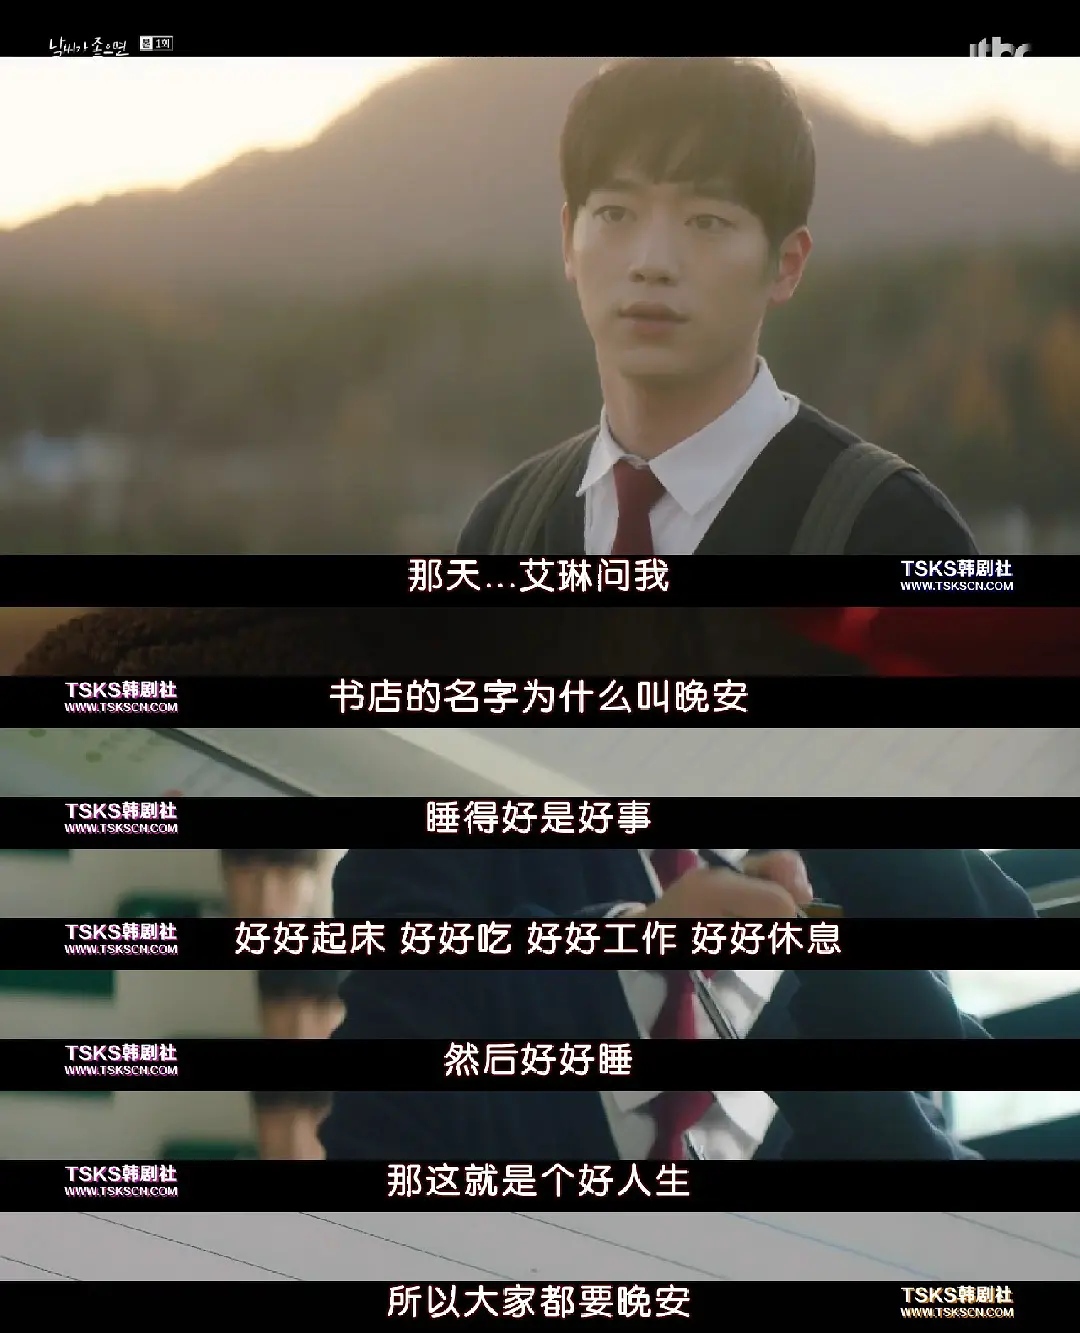 날씨가 좋으면 본 1회
jtbc
那天...艾琳问我
TSKS韩剧社
WWW.TSKSCN.COM
TSKS韩剧社
WWW.TSKSCN.COM
书店的名字为什么叫晚安
TSKS韩剧社
WWW.TSKSCN.COM
睡得好是好事
TSKS韩剧社
WWW.TSKSCN.COM
好好起床 好好吃 好好工作 好好休息
TSKS韩剧社
WWW.TSKSCN.COM
然后好好睡
TSKS韩剧社
WWW.TSKSCN.COM
那这就是个好人生
所以大家都要晚安
TSKS韩剧社
WWW.TSKSCN.COM